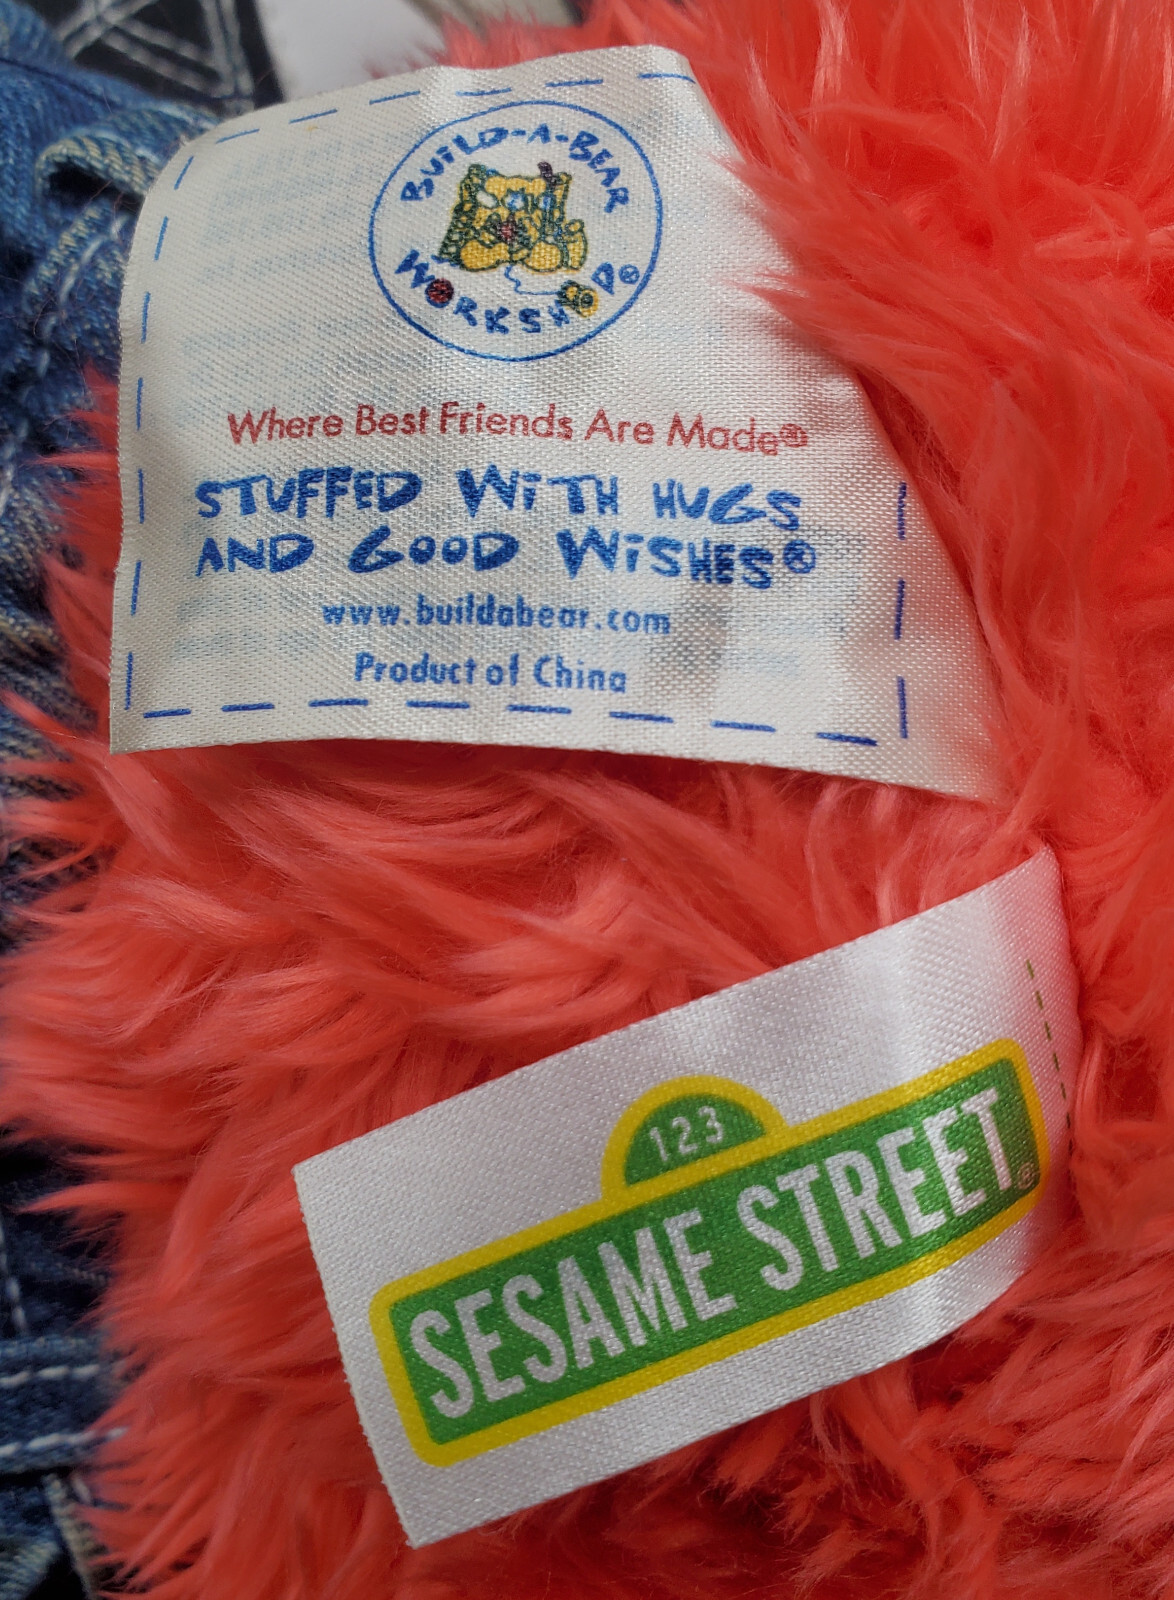 BUILD-A-BEAR
WORKSHOP®
Where Best Friends Are Made®
STUFFED WITH HUGS
AND GOOD WISHES®
www.buildabear.com
Product of China
123
SESAME STREET®